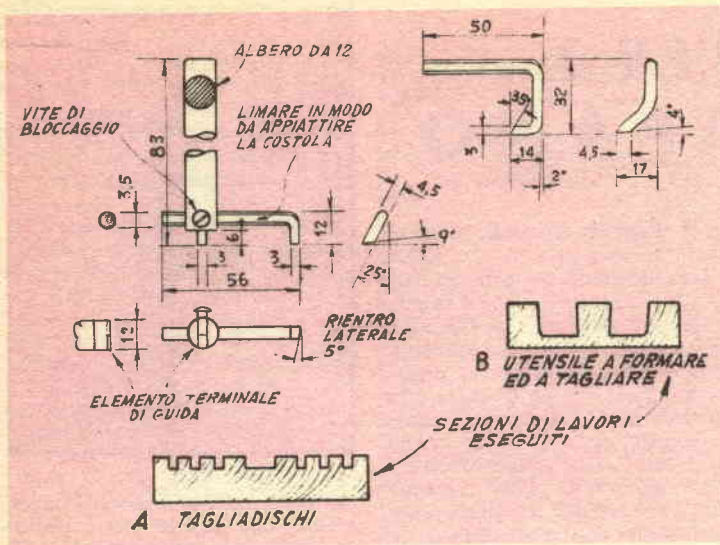 ALBERO DA 12
VITE DI
BLOCCAGGIO
LIMARE IN MODO
DA APPIATTIRE
LA COSTOLA
83
3,5
6
12
3
3
56
4,5
9°
25°
12
RIENTRO
LATERALE
5°
ELEMENTO TERMINALE
DI GUIDA
50
35
32
5
14
2°
4°
4,5
17
B UTENSILE A FORMARE
ED A TAGLIARE
SEZIONI DI LAVORI
ESEGUITI
A TAGLIADISCHI